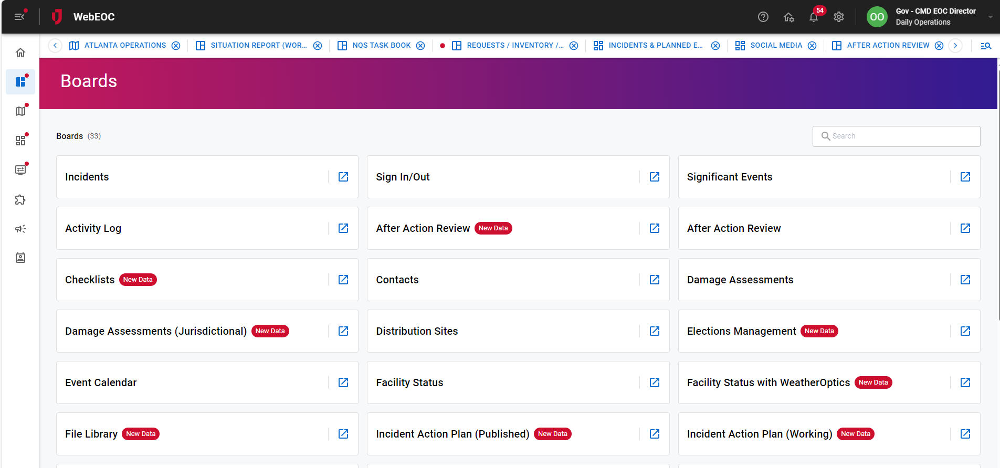 WebEOC
54
OO
Gov - CMD EOC Director
Daily Operations
ATLANTA OPERATIONS
SITUATION REPORT (WOR...
NQS TASK BOOK
REQUESTS / INVENTORY /...
INCIDENTS & PLANNED E...
SOCIAL MEDIA
AFTER ACTION REVIEW
Boards
Boards (33)
Search
Incidents
Sign In/Out
Significant Events
Activity Log
After Action Review New Data
After Action Review
Checklists New Data
Contacts
Damage Assessments
Damage Assessments (Jurisdictional) New Data
Distribution Sites
Elections Management New Data
Event Calendar
Facility Status
Facility Status with WeatherOptics New Data
File Library New Data
Incident Action Plan (Published) New Data
Incident Action Plan (Working) New Data